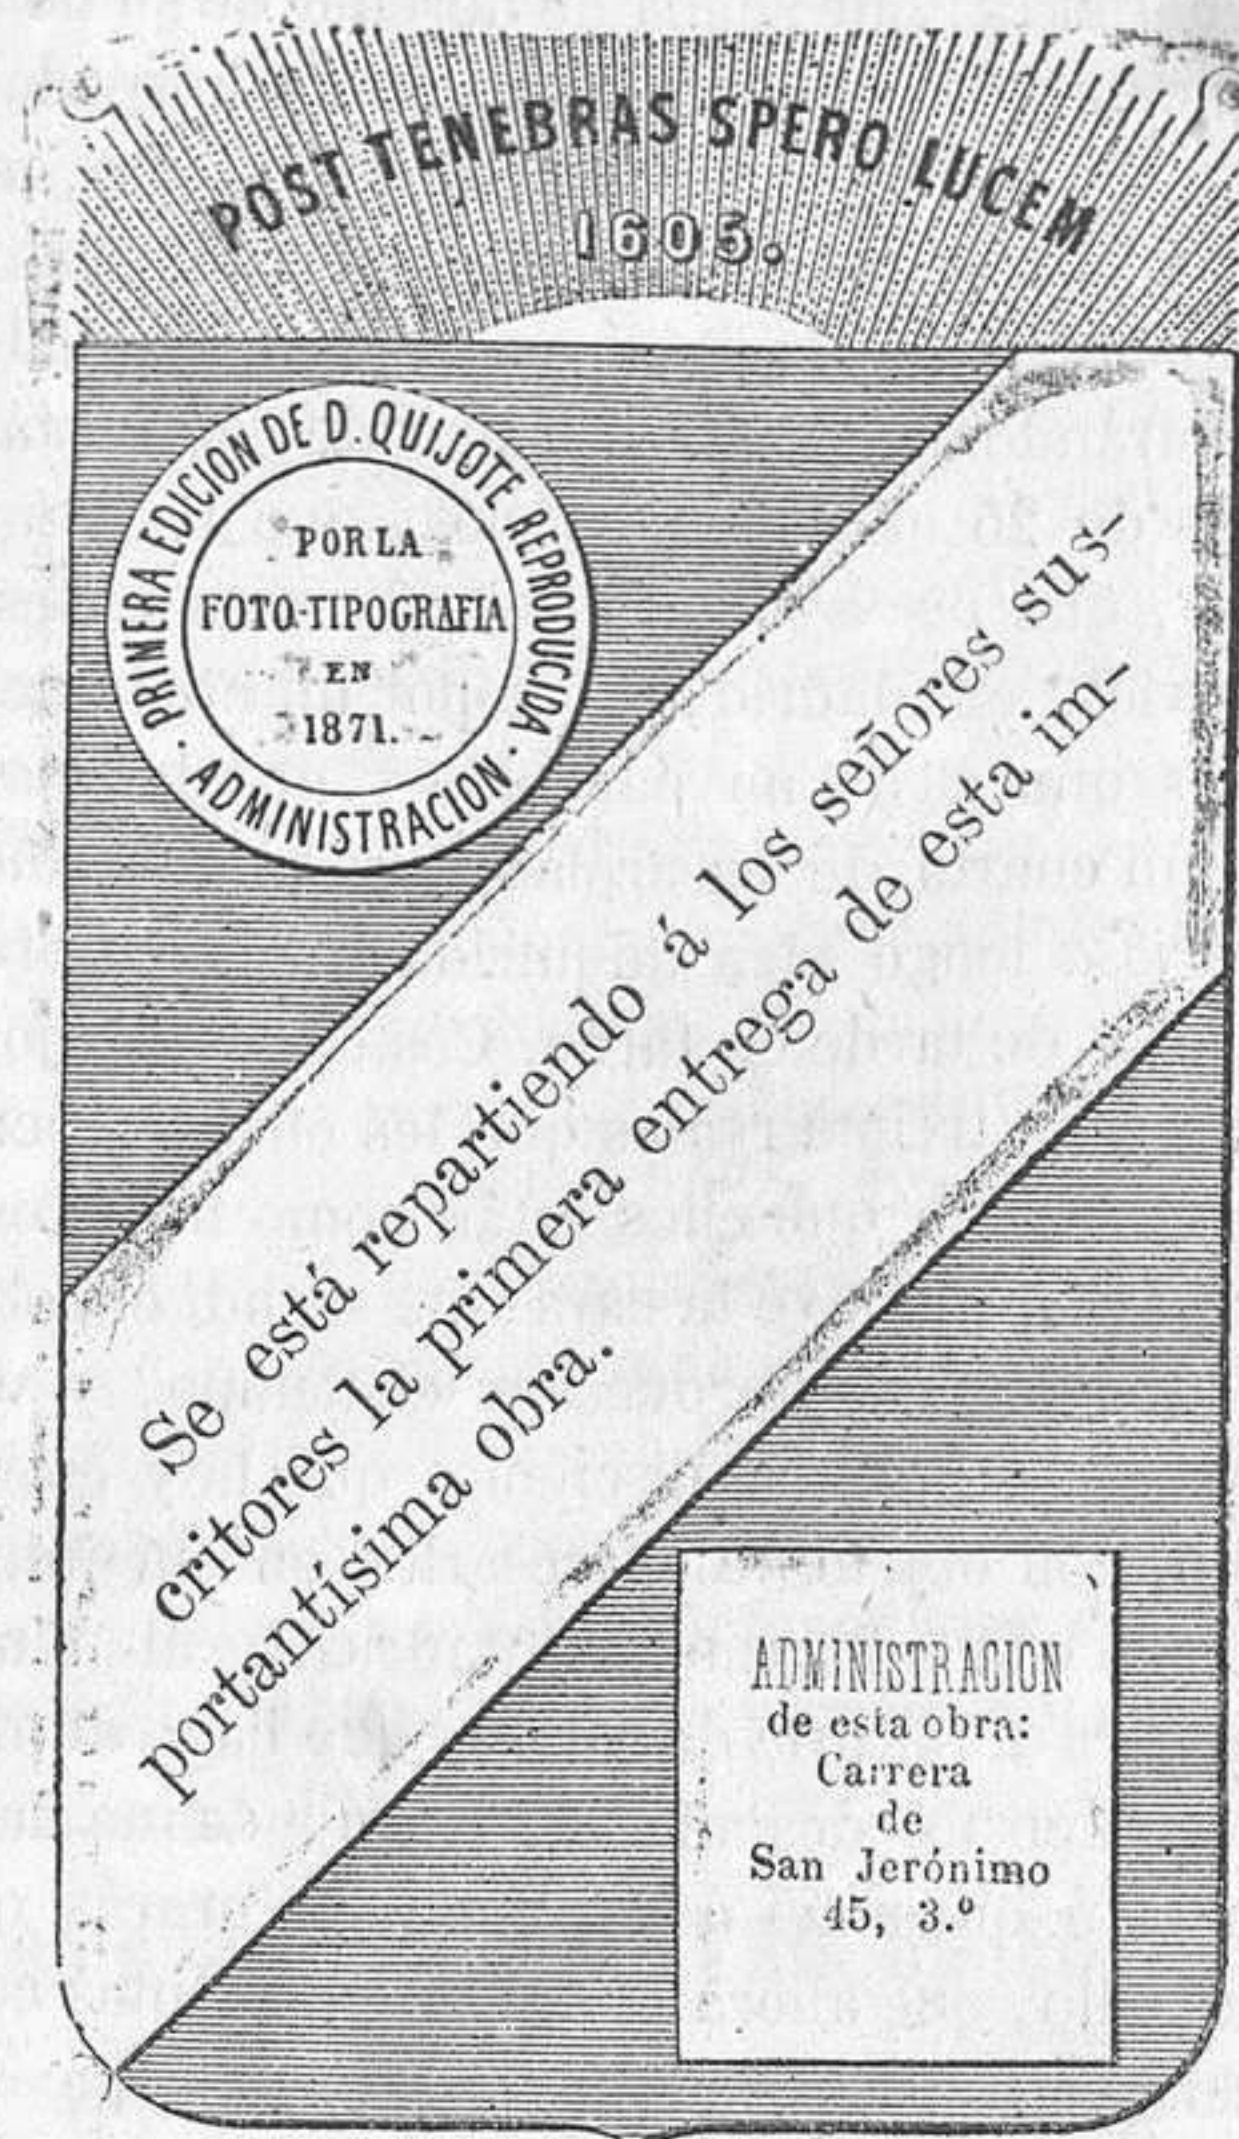 POST TENEBRAS SPERO LUCEM
1605.
PRIMERA EDICION DE D. QUIJOTE REPRODUCIDA
POR LA
FOTO-TIPOGRAFIA
EN
1871.
· ADMINISTRACION ·
Se está repartiendo á los señores sus-
critores la primera entrega de esta im-
portantísima obra.
ADMINISTRACION
de esta obra:
Carrera
de
San Jerónimo
45, 3.º